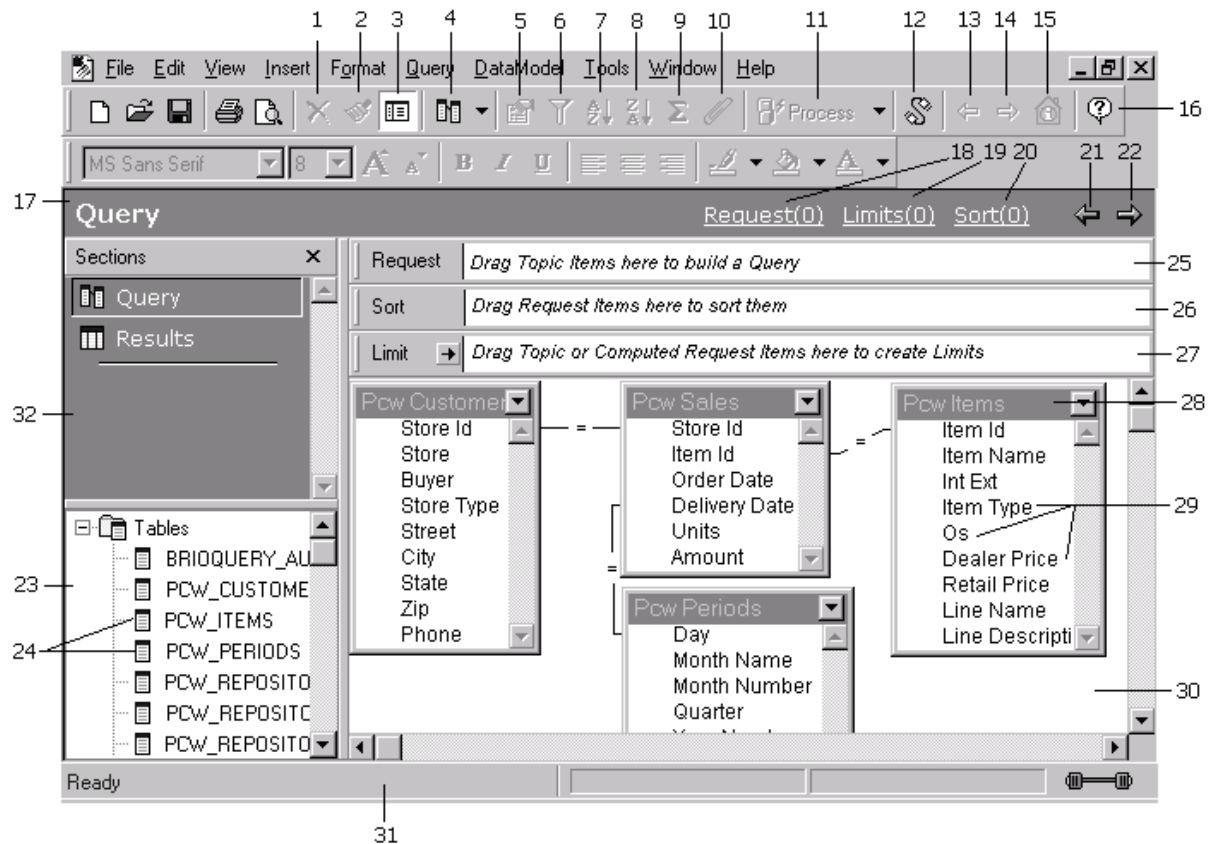 1 2 3 4 5 6 7 8 9 10 11 12 13 14 15
File Edit View Insert Format Query DataModel Tools Window Help
Process
16
MS Sans Serif 8 B I U A
18 19 20 21 22
17
Query Request(0) Limits(0) Sort(0)
Sections
Request Drag Topic Items here to build a Query 25
Query
Sort Drag Request Items here to sort them 26
Results
Limit Drag Topic or Computed Request Items here to create Limits 27
32
Pcw Customer
Store Id
Store
Buyer
Store Type
Street
City
State
Zip
Phone
=
Pcw Sales
Store Id
Item Id
Order Date
Delivery Date
Units
Amount
=
=
Pcw Items 28
Item Id
Item Name
Int Ext
Item Type 29
Os
Dealer Price
Retail Price
Line Name
Line Descripti
Pcw Periods
Day
Month Name
Month Number
Quarter
30
Tables
BRIOQUERY_AU
23
PCW_CUSTOME
PCW_ITEMS
24
PCW_PERIODS
PCW_REPOSITO
PCW_REPOSITC
PCW_REPOSITO
Ready
31